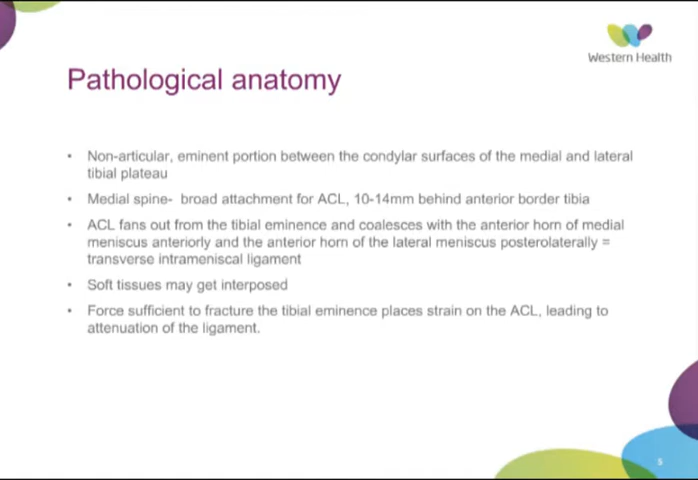 Western Health
Pathological anatomy
• Non-articular, eminent portion between the condylar surfaces of the medial and lateral
tibial plateau
• Medial spine- broad attachment for ACL, 10-14mm behind anterior border tibia
• ACL fans out from the tibial eminence and coalesces with the anterior horn of medial
meniscus anteriorly and the anterior horn of the lateral meniscus posterolaterally =
transverse intrameniscal ligament
• Soft tissues may get interposed
• Force sufficient to fracture the tibial eminence places strain on the ACL, leading to
attenuation of the ligament.
5